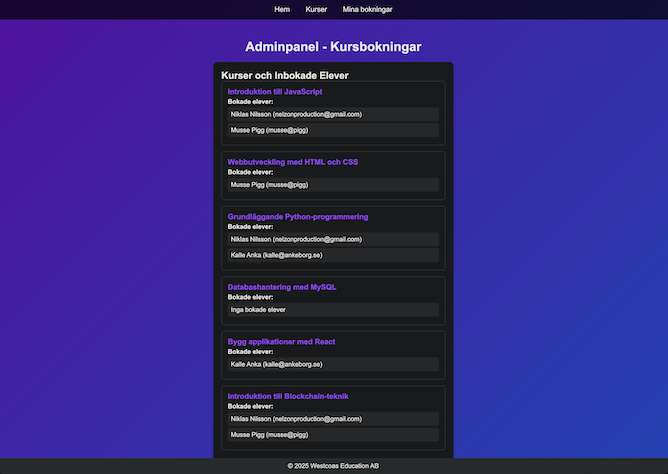 Hem Kurser Mina bokningar
Adminpanel - Kursbokningar
Kurser och Inbokade Elever
Introduktion till JavaScript
Bokade elever:
Niklas Nilsson (nelzonproduction@gmail.com)
Musse Pigg (musse@pigg)
Webbutveckling med HTML och CSS
Bokade elever:
Musse Pigg (musse@pigg)
Grundläggande Python-programmering
Bokade elever:
Niklas Nilsson (nelzonproduction@gmail.com)
Kalle Anka (kalle@ankeborg.se)
Databashantering med MySQL
Bokade elever:
Inga bokade elever
Bygg applikationer med React
Bokade elever:
Kalle Anka (kalle@ankeborg.se)
Introduktion till Blockchain-teknik
Bokade elever:
Niklas Nilsson (nelzonproduction@gmail.com)
Musse Pigg (musse@pigg)
© 2025 Westcoas Education AB